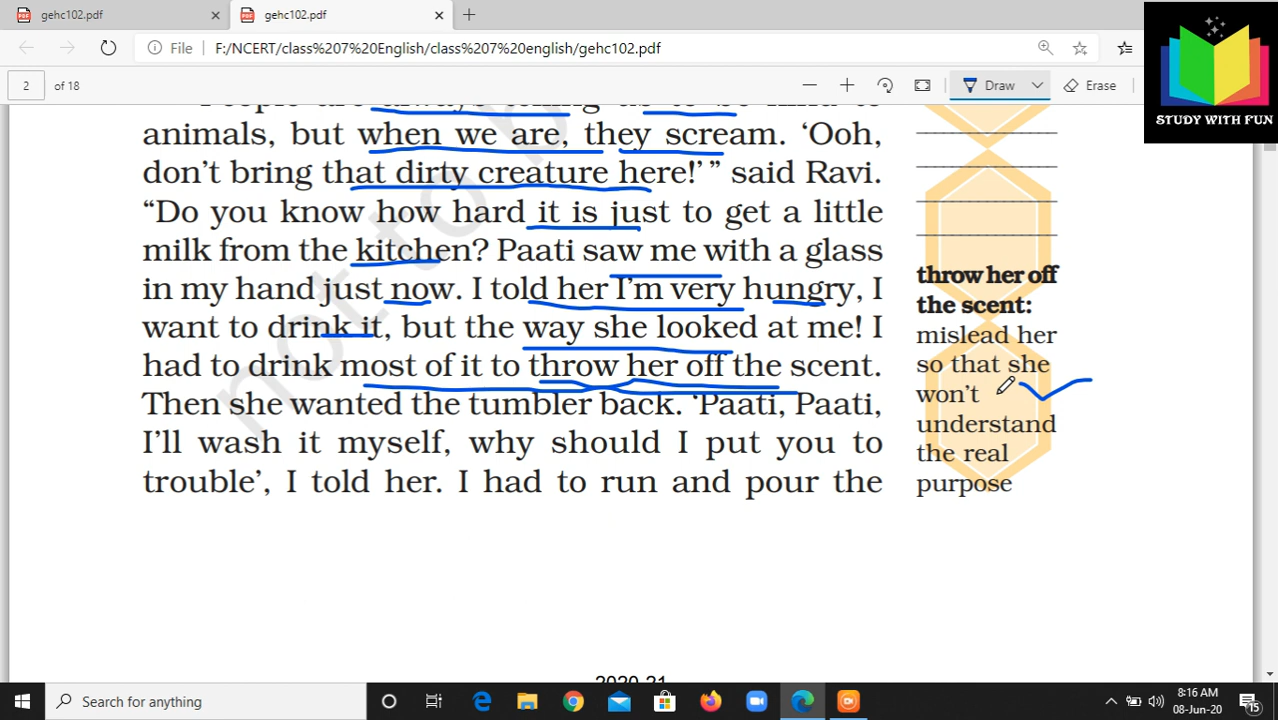 gehc102.pdf
gehc102.pdf
File F:/NCERT/class%207%20English/class%207%20english/gehc102.pdf
2 of 18
Draw
Erase
STUDY WITH FUN
animals, but when we are, they scream. ‘Ooh,
don’t bring that dirty creature here!’ ” said Ravi.
“Do you know how hard it is just to get a little
milk from the kitchen? Paati saw me with a glass
in my hand just now. I told her I’m very hungry, I
want to drink it, but the way she looked at me! I
had to drink most of it to throw her off the scent.
Then she wanted the tumbler back. ‘Paati, Paati,
I’ll wash it myself, why should I put you to
trouble’, I told her. I had to run and pour the
throw her off
the scent:
mislead her
so that she
won’t
understand
the real
purpose
not to b
2020-21
Search for anything
8:16 AM
08-Jun-20
15